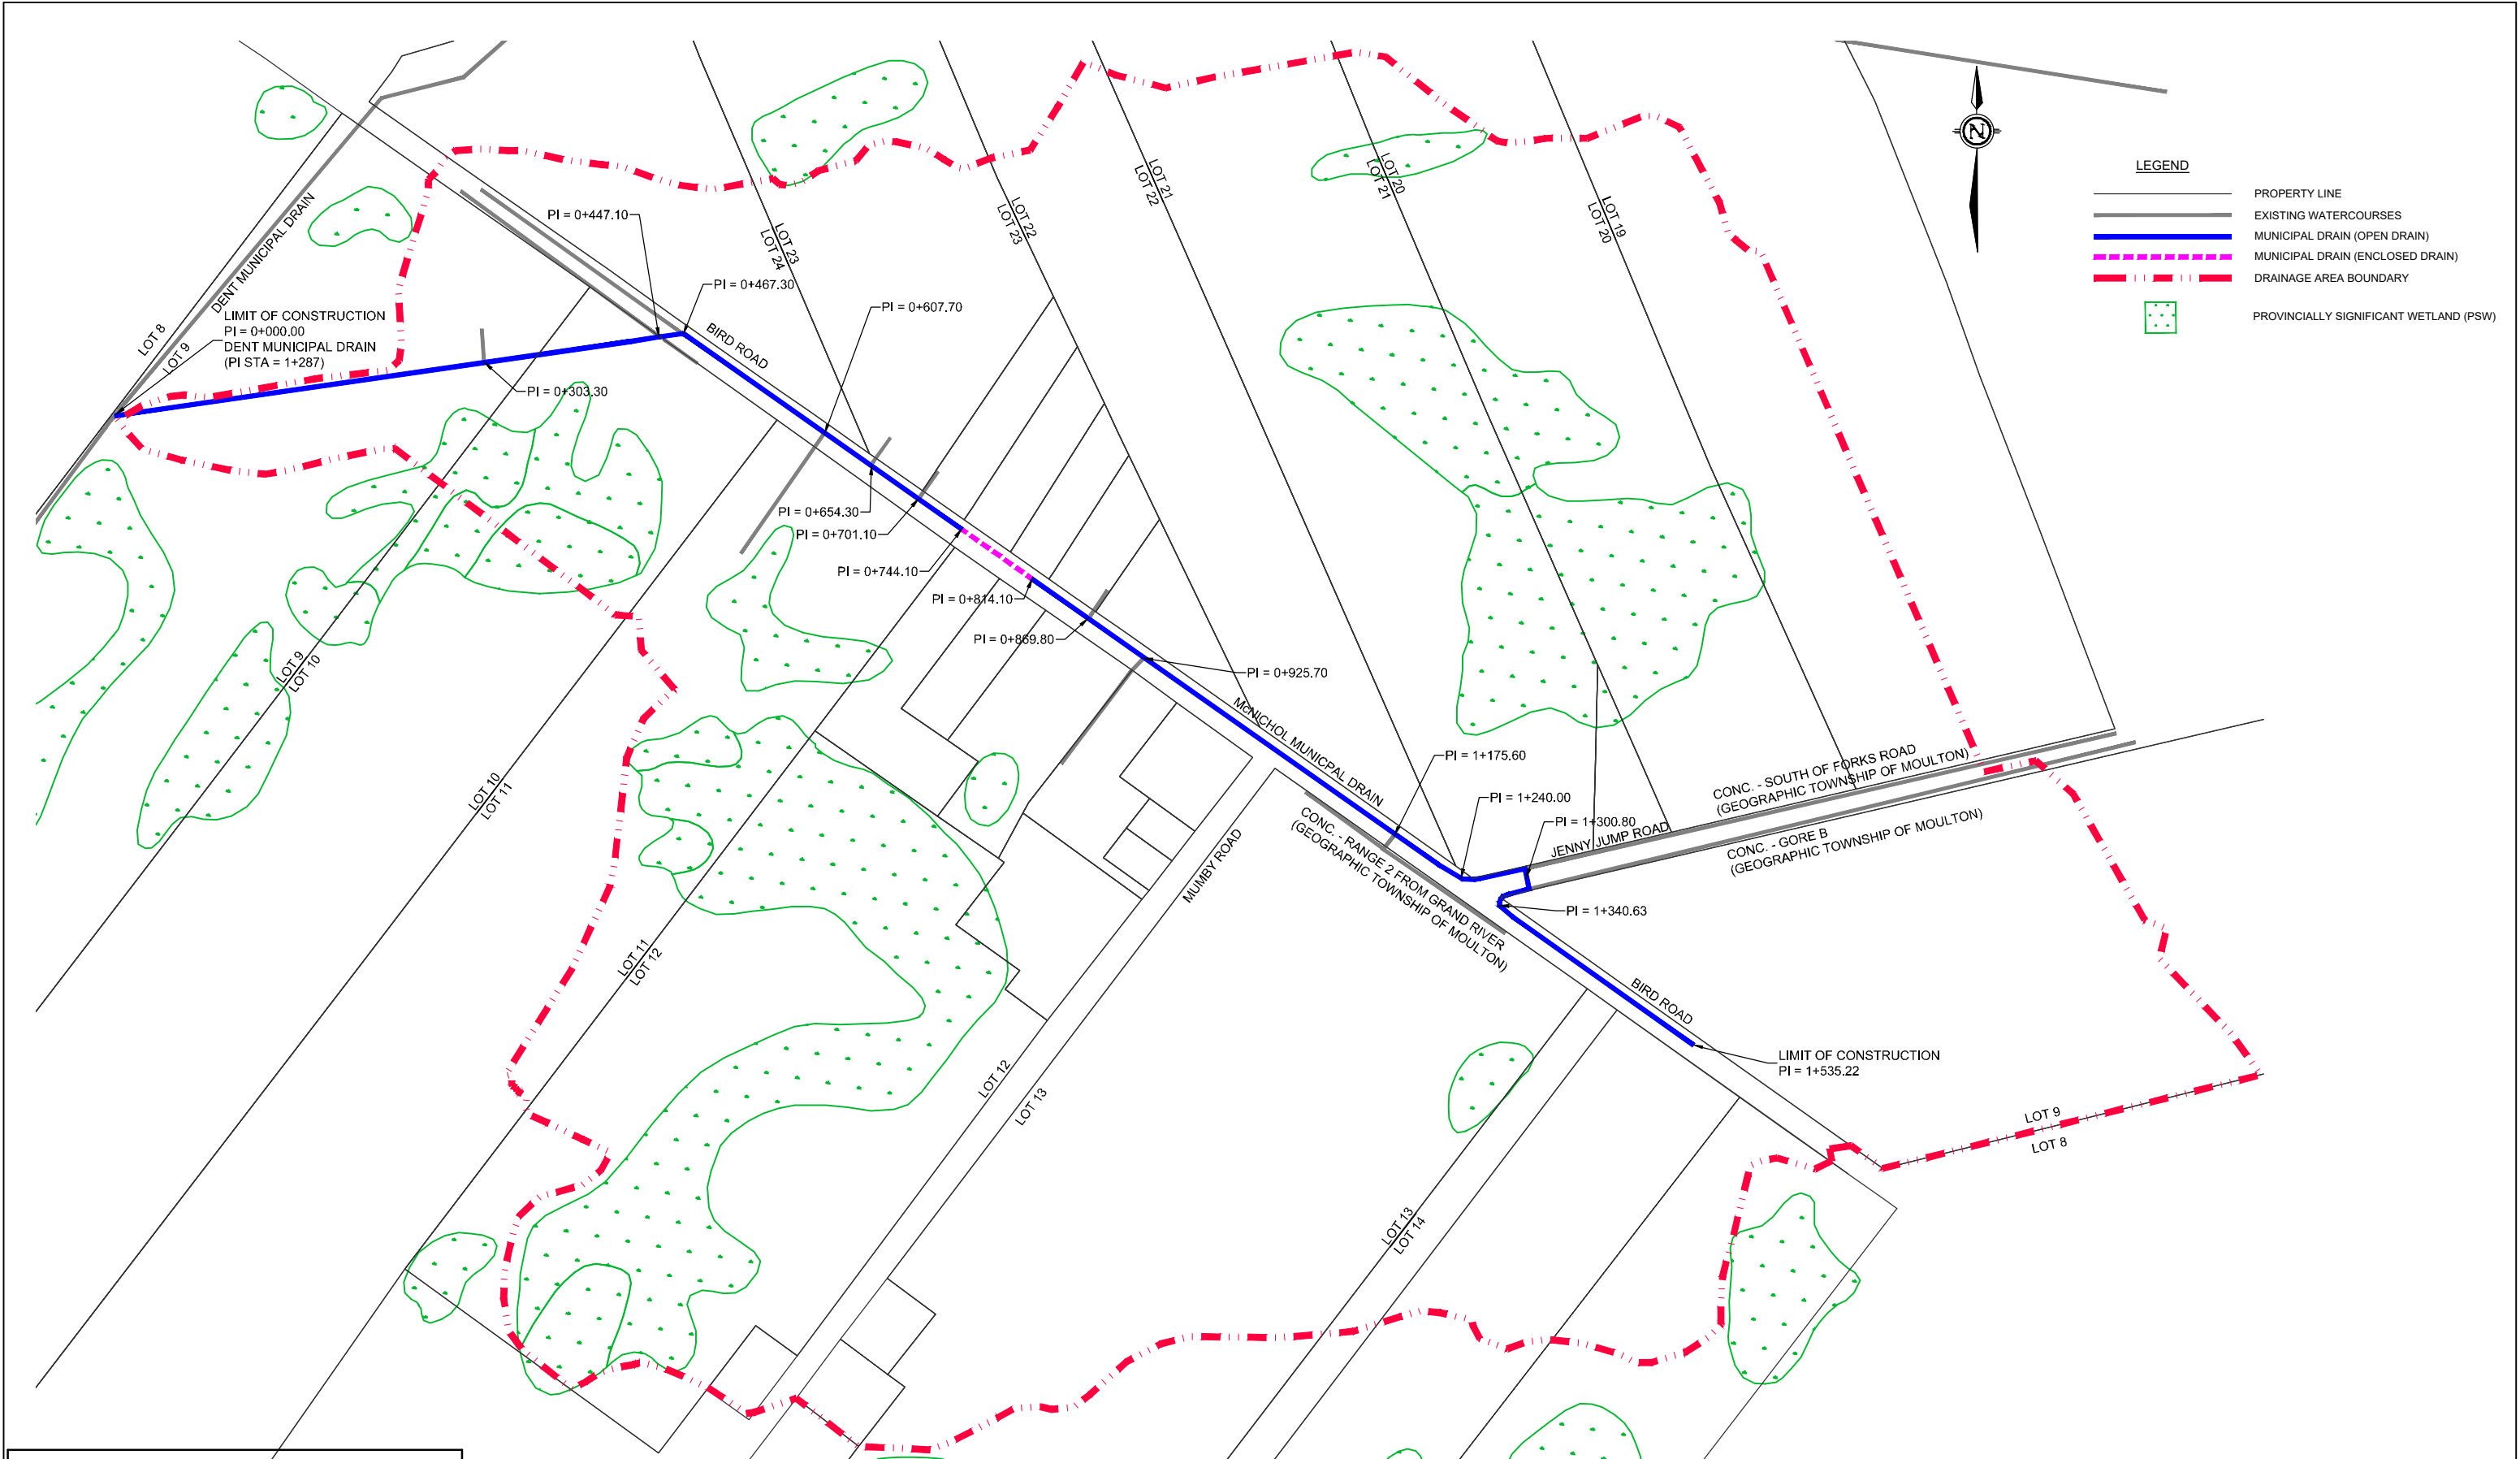 N
LEGEND
PROPERTY LINE
EXISTING WATERCOURSES
MUNICIPAL DRAIN (OPEN DRAIN)
MUNICIPAL DRAIN (ENCLOSED DRAIN)
DRAINAGE AREA BOUNDARY
PROVINCIALLY SIGNIFICANT WETLAND (PSW)
LOT 8
LOT 9
DENT MUNICIPAL DRAIN
LIMIT OF CONSTRUCTION
PI = 0+000.00
DENT MUNICIPAL DRAIN
(PI STA = 1+287)
PI = 0+303.30
PI = 0+447.10
PI = 0+467.30
BIRD ROAD
LOT 23
LOT 24
LOT 22
LOT 23
LOT 21
LOT 22
LOT 20
LOT 21
LOT 19
LOT 20
PI = 0+607.70
PI = 0+654.30
PI = 0+701.10
PI = 0+744.10
PI = 0+814.10
PI = 0+869.80
PI = 0+925.70
McNICHOL MUNICPAL DRAIN
PI = 1+175.60
PI = 1+240.00
PI = 1+300.80
PI = 1+340.63
JENNY JUMP ROAD
CONC. - SOUTH OF FORKS ROAD
(GEOGRAPHIC TOWNSHIP OF MOULTON)
CONC. - GORE B
(GEOGRAPHIC TOWNSHIP OF MOULTON)
CONC. - RANGE 2 FROM GRAND RIVER
(GEOGRAPHIC TOWNSHIP OF MOULTON)
MUMBY ROAD
BIRD ROAD
LIMIT OF CONSTRUCTION
PI = 1+535.22
LOT 9
LOT 10
LOT 10
LOT 11
LOT 11
LOT 12
LOT 12
LOT 13
LOT 13
LOT 14
LOT 9
LOT 8